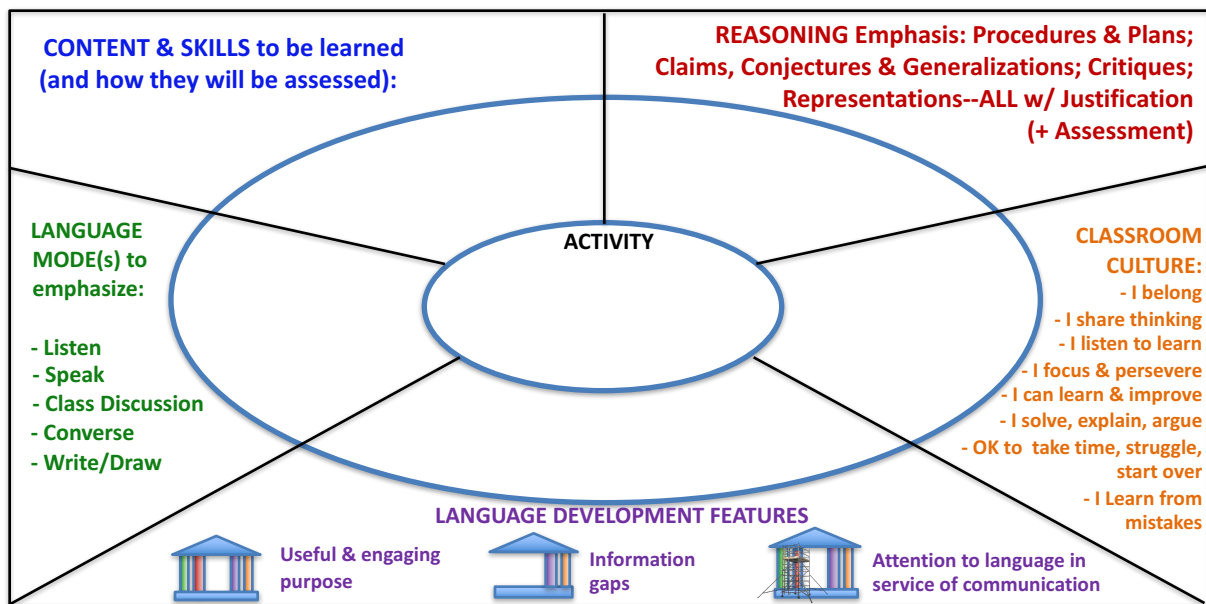 CONTENT & SKILLS to be learned
(and how they will be assessed):
REASONING Emphasis: Procedures & Plans;
Claims, Conjectures & Generalizations; Critiques;
Representations--ALL w/ Justification
(+ Assessment)
LANGUAGE
MODE(s) to
emphasize:
- Listen
- Speak
- Class Discussion
- Converse
- Write/Draw
ACTIVITY
CLASSROOM
CULTURE:
- I belong
- I share thinking
- I listen to learn
- I focus & persevere
- I can learn & improve
- I solve, explain, argue
- OK to  take time, struggle,
start over
- I Learn from
mistakes
LANGUAGE DEVELOPMENT FEATURES
Useful & engaging
purpose
Information
gaps
Attention to language in
service of communication